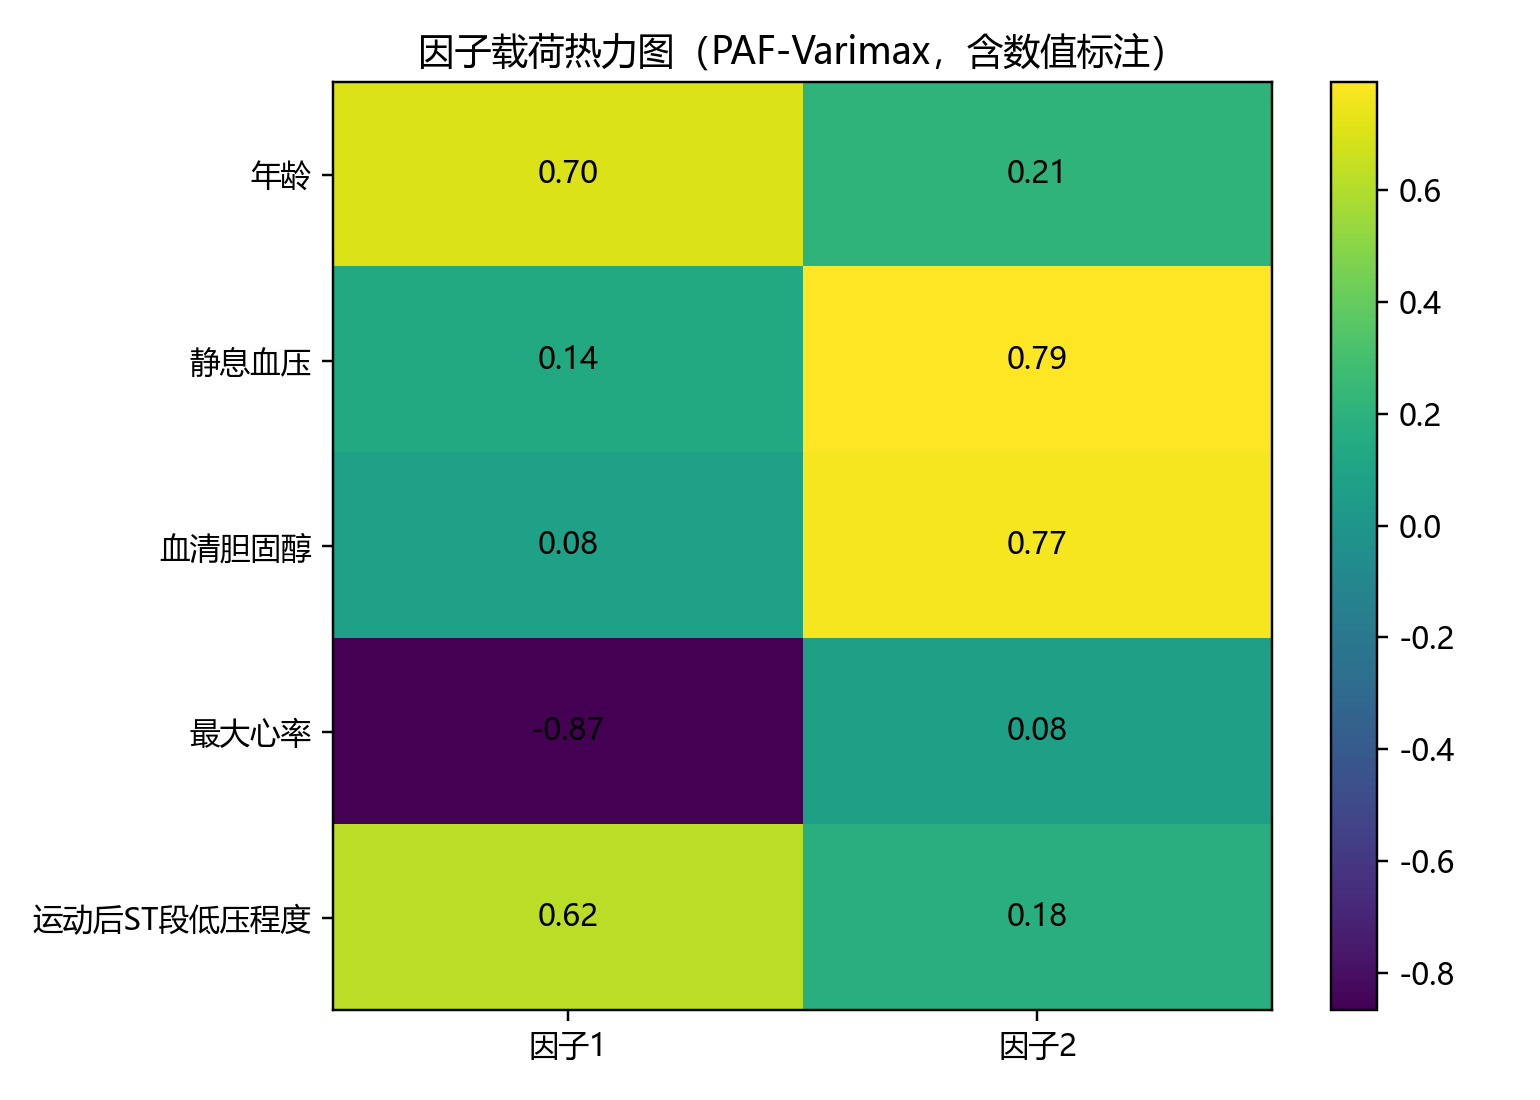 因子载荷热力图（PAF-Varimax，含数值标注）
年龄 0.70 0.21
静息血压 0.14 0.79
血清胆固醇 0.08 0.77
最大心率 -0.87 0.08
运动后ST段低压程度 0.62 0.18
因子1 因子2
0.6
0.4
0.2
0.0
-0.2
-0.4
-0.6
-0.8